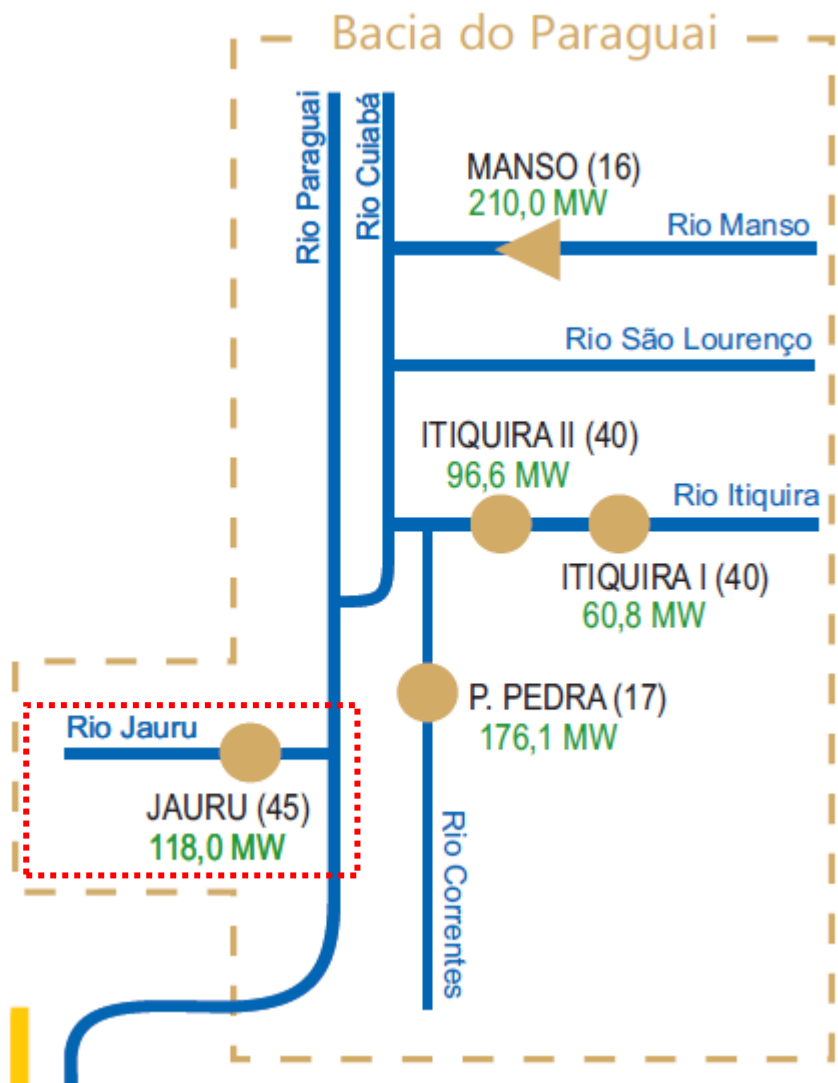 Bacia do Paraguai
Rio Paraguai
Rio Cuiabá
MANSO (16)
210,0 MW
Rio Manso
Rio São Lourenço
ITIQUIRA II (40)
96,6 MW
Rio Itiquira
ITIQUIRA I (40)
60,8 MW
P. PEDRA (17)
176,1 MW
Rio Jauru
JAURU (45)
118,0 MW
Rio Correntes